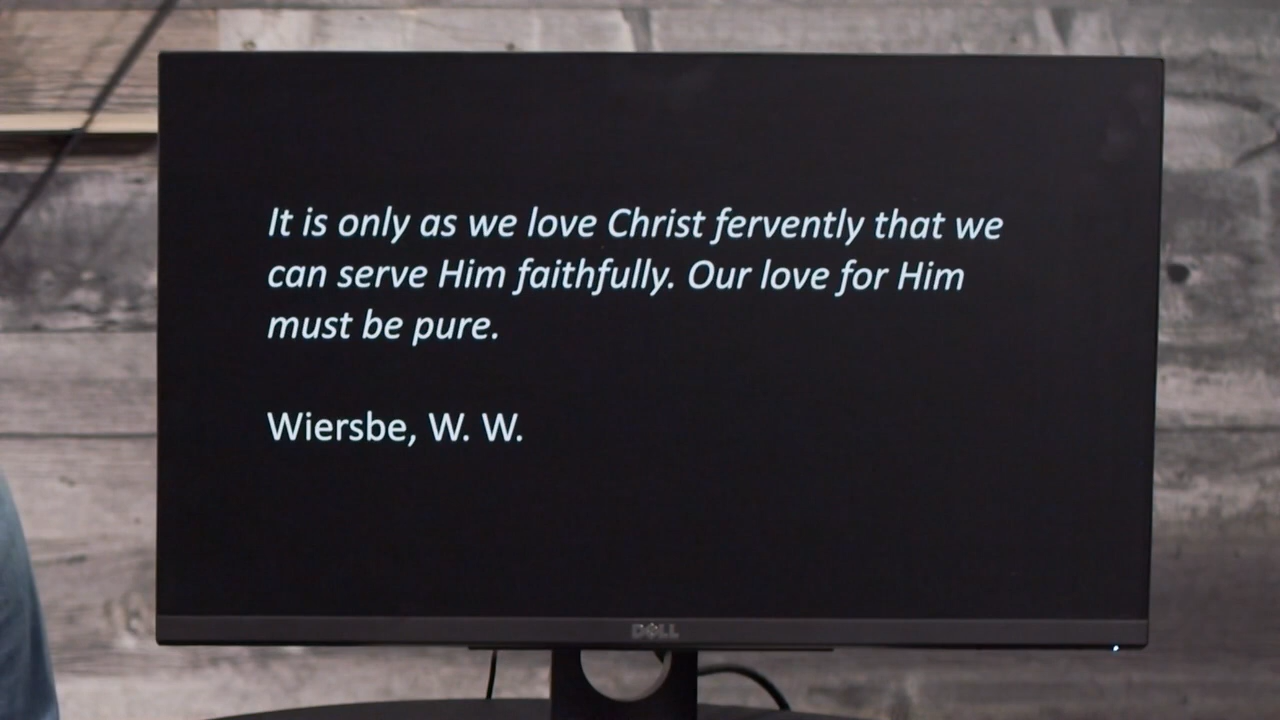 It is only as we love Christ fervently that we
can serve Him faithfully. Our love for Him
must be pure.
Wiersbe, W. W.
DELL